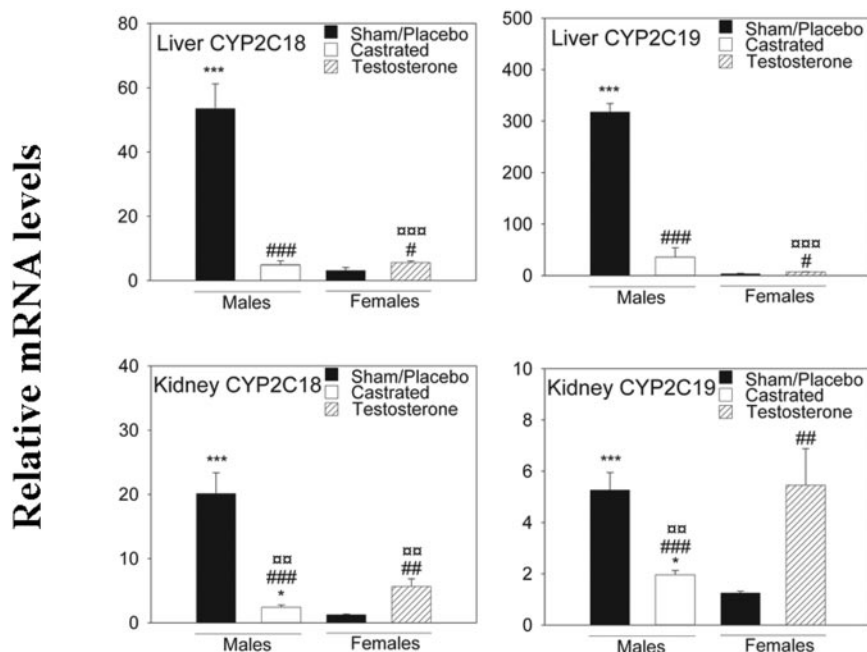 Relative mRNA levels
Liver CYP2C18
Sham/Placebo
Castrated
Testosterone
80
60
40
20
0
***
###
¤¤¤
#
Males
Females
Liver CYP2C19
Sham/Placebo
Castrated
Testosterone
500
400
300
200
100
0
***
###
¤¤¤
#
Males
Females
Kidney CYP2C18
Sham/Placebo
Castrated
Testosterone
40
30
20
10
0
***
¤¤
###
*
¤¤
##
Males
Females
Kidney CYP2C19
Sham/Placebo
Castrated
Testosterone
10
8
6
4
2
0
***
¤¤
###
*
##
Males
Females